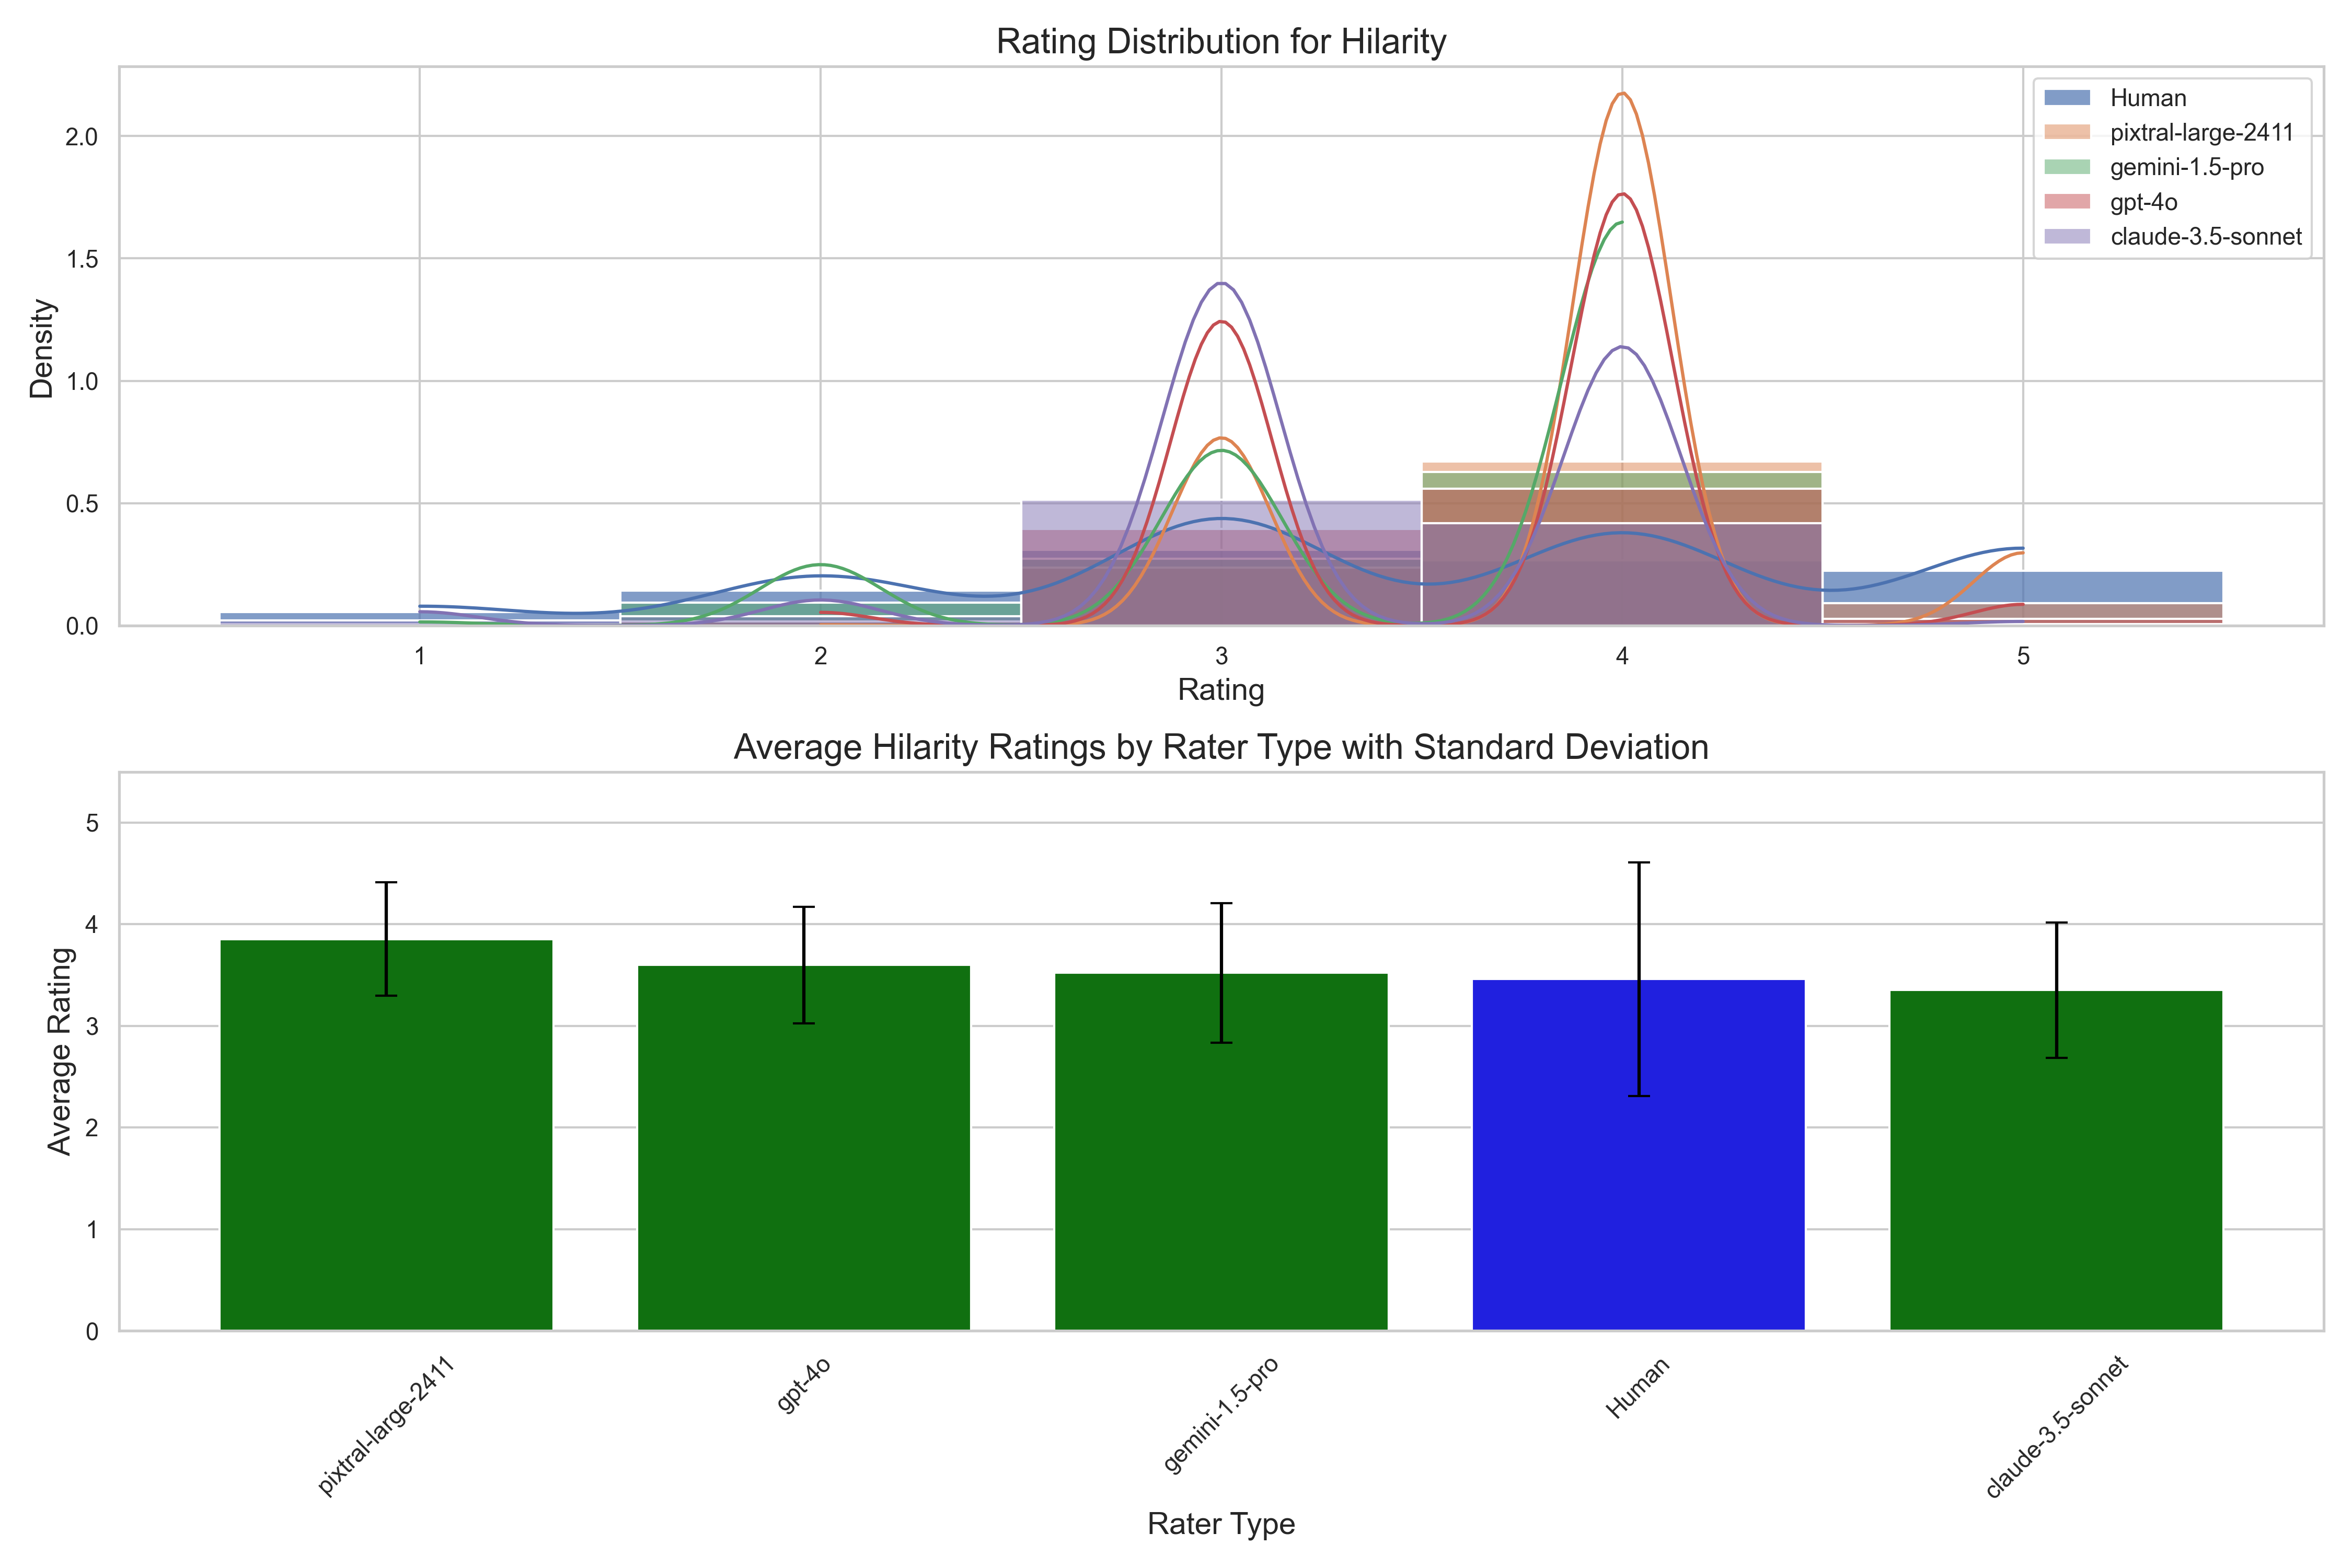 Rating Distribution for Hilarity
Human
pixtral-large-2411
gemini-1.5-pro
gpt-4o
claude-3.5-sonnet
Density
2.0
1.5
1.0
0.5
0.0
1 2 3 4 5
Rating
Average Hilarity Ratings by Rater Type with Standard Deviation
Average Rating
5
4
3
2
1
0
pixtral-large-2411 gpt-4o gemini-1.5-pro Human claude-3.5-sonnet
Rater Type